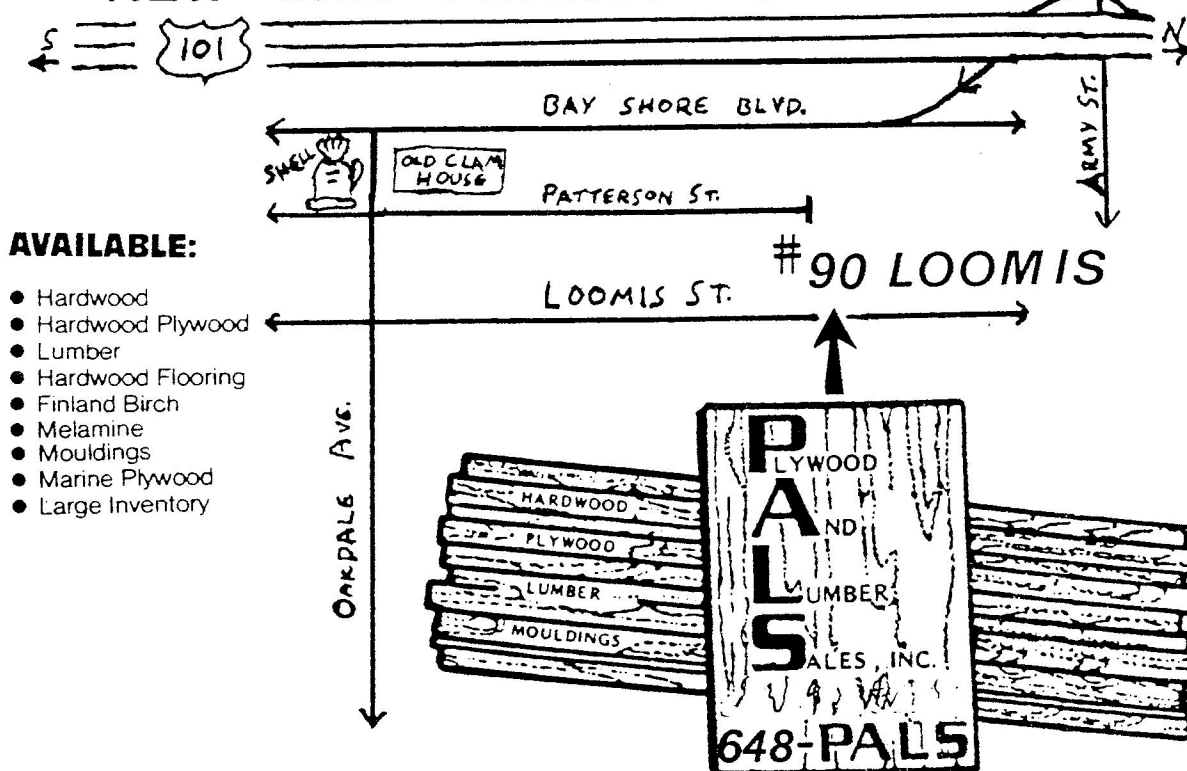 S
101
N
BAY SHORE BLVD.
ARMY ST.
SHELL
OLD CLAM
HOUSE
PATTERSON ST.
AVAILABLE:
#90 LOOMIS
LOOMIS ST.
● Hardwood
● Hardwood Plywood
● Lumber
● Hardwood Flooring
● Finland Birch
● Melamine
● Mouldings
● Marine Plywood
● Large Inventory
OAKDALE AVE.
PLYWOOD
AND
LUMBER
SALES, INC.
HARDWOOD
PLYWOOD
LUMBER
MOULDINGS
648-PALS